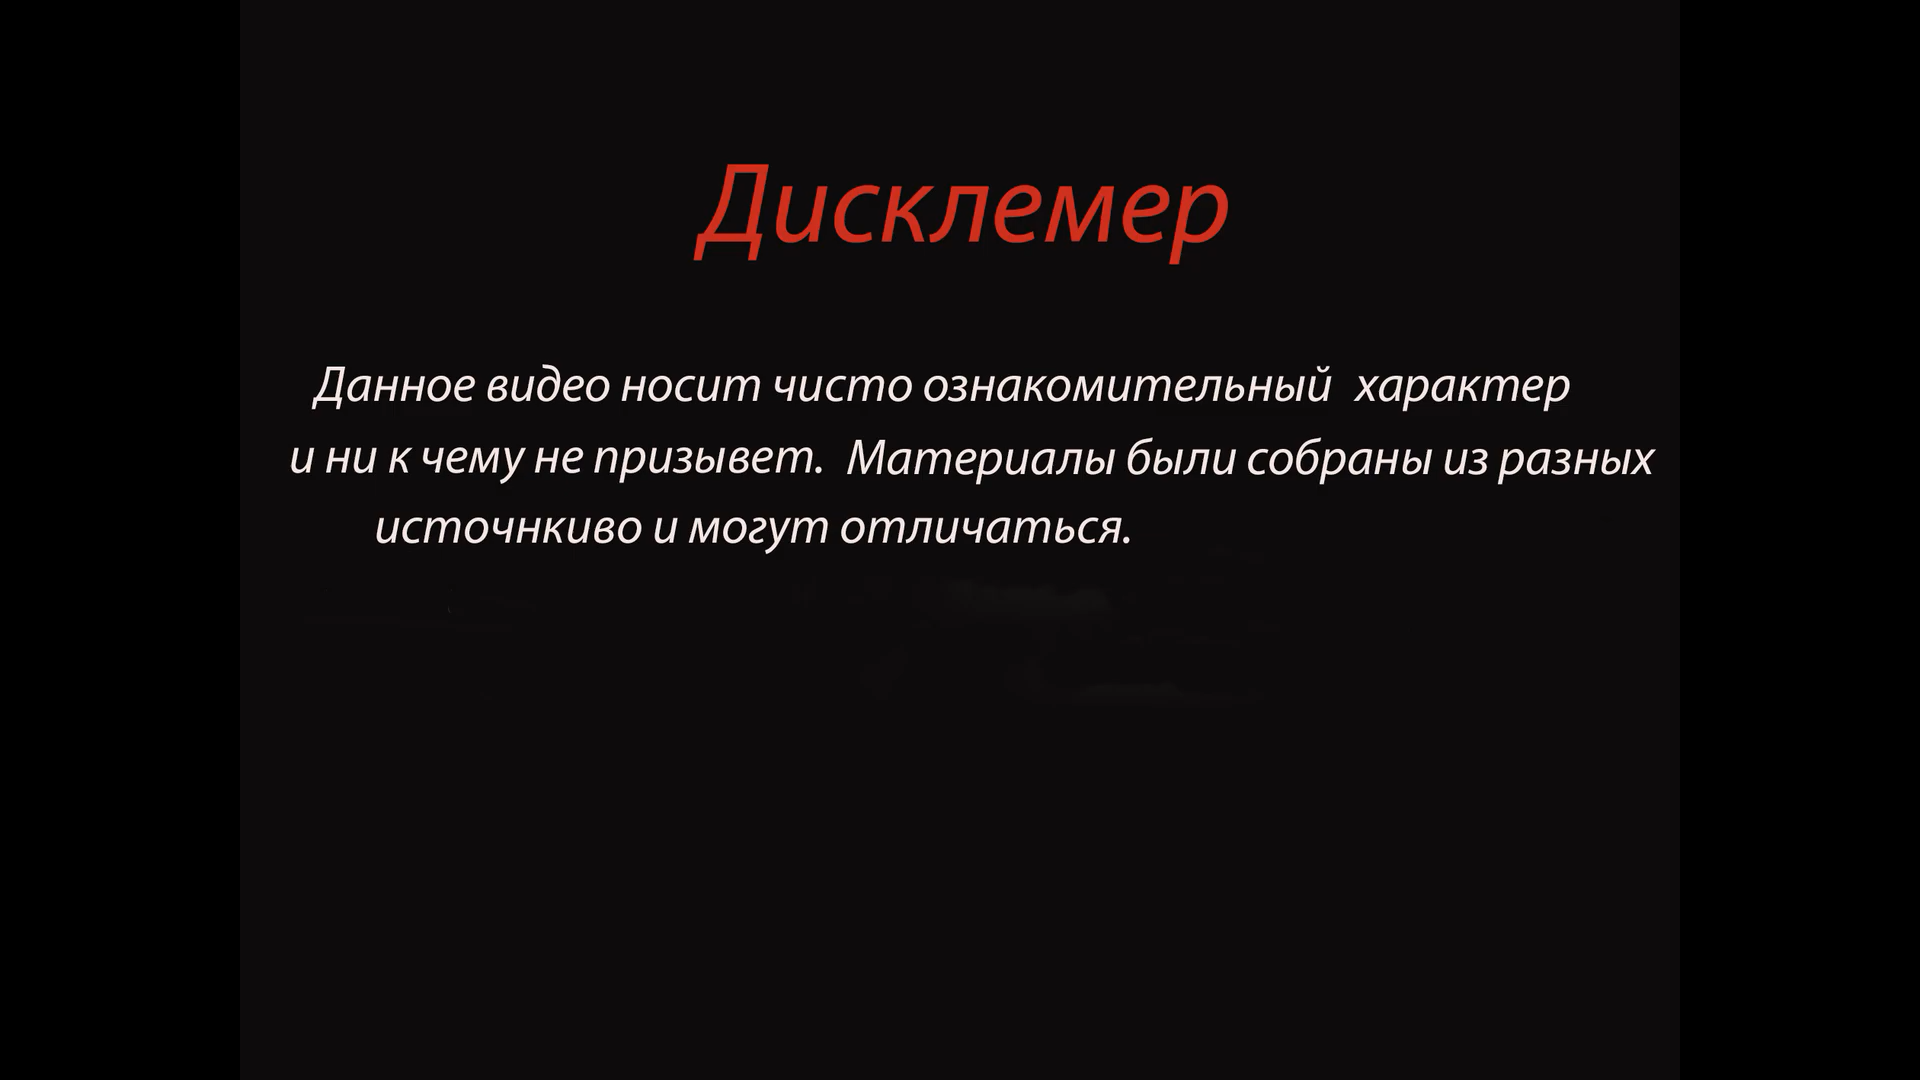 Дисклемер
Данное видео носит чисто ознакомительный характер
и ни к чему не призывет. Материалы были собраны из разных
источнкиво и могут отличаться.